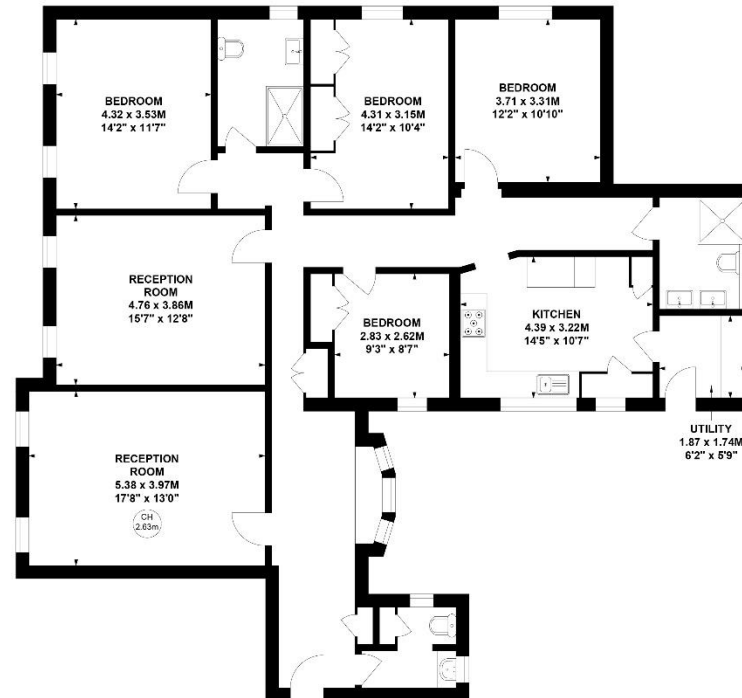 BEDROOM
4.32 x 3.53M
14'2" x 11'7"
BEDROOM
4.31 x 3.15M
14'2" x 10'4"
BEDROOM
3.71 x 3.31M
12'2" x 10'10"
RECEPTION
ROOM
4.76 x 3.86M
15'7" x 12'8"
BEDROOM
2.83 x 2.62M
9'3" x 8'7"
KITCHEN
4.39 x 3.22M
14'5" x 10'7"
UTILITY
1.87 x 1.74M
6'2" x 5'9"
RECEPTION
ROOM
5.38 x 3.97M
17'8" x 13'0"
CH
2.63m